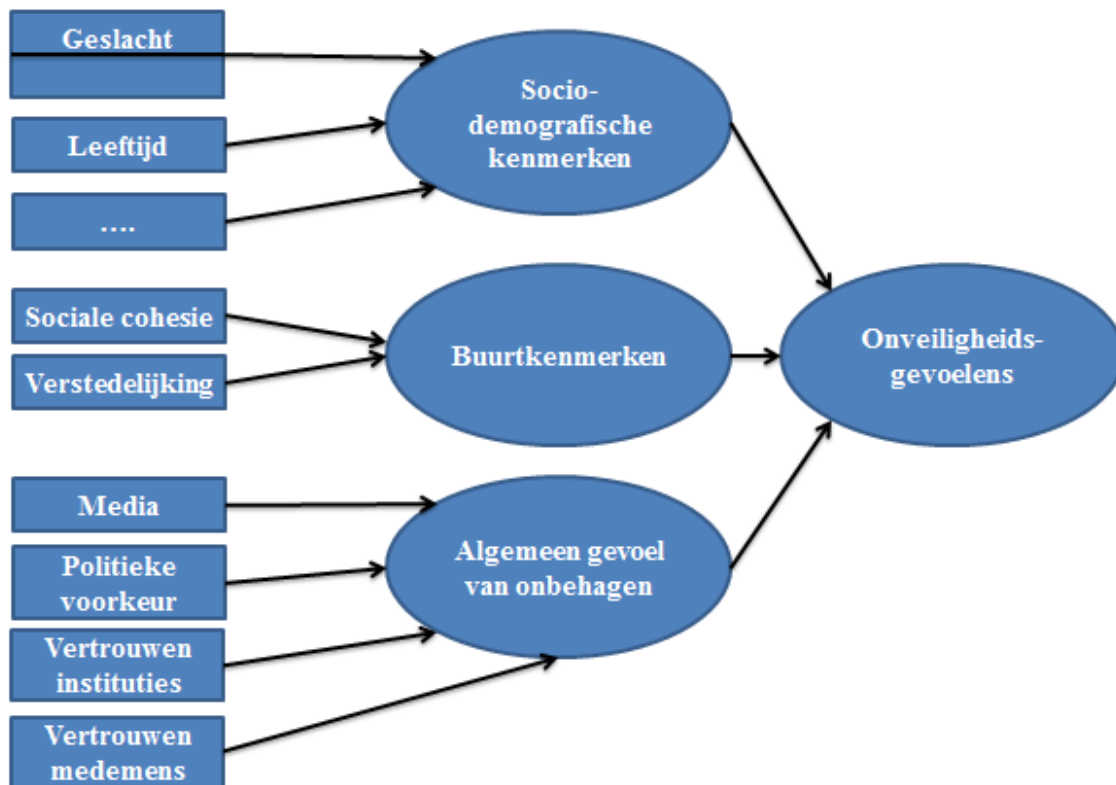 Geslacht
Leeftijd
....
Socio-
demografische
kenmerken
Sociale cohesie
Verstedelijking
Buurtkenmerken
Onveiligheids-
gevoelens
Media
Politieke
voorkeur
Vertrouwen
instituties
Vertrouwen
medemens
Algemeen gevoel
van onbehagen